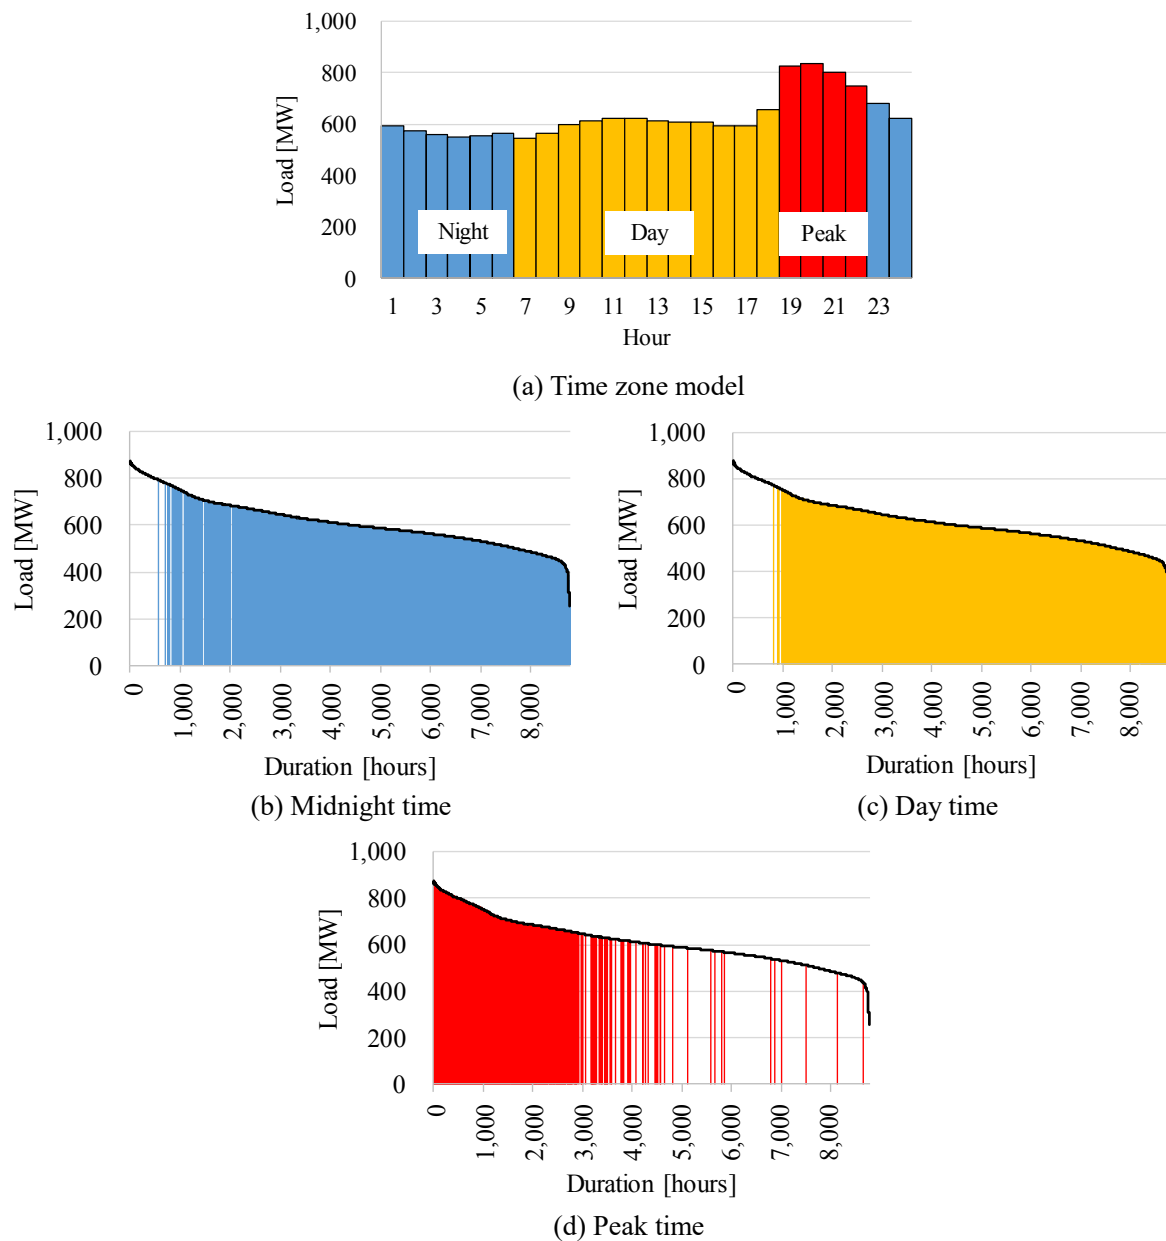 1,000
800
600
400
200
0
Load [MW]
Night
Day
Peak
1 3 5 7 9 11 13 15 17 19 21 23
Hour
(a) Time zone model
1,000
800
600
400
200
0
Load [MW]
0 1,000 2,000 3,000 4,000 5,000 6,000 7,000 8,000
Duration [hours]
(b) Midnight time
1,000
800
600
400
200
0
Load [MW]
0 1,000 2,000 3,000 4,000 5,000 6,000 7,000 8,000
Duration [hours]
(c) Day time
1,000
800
600
400
200
0
Load [MW]
0 1,000 2,000 3,000 4,000 5,000 6,000 7,000 8,000
Duration [hours]
(d) Peak time